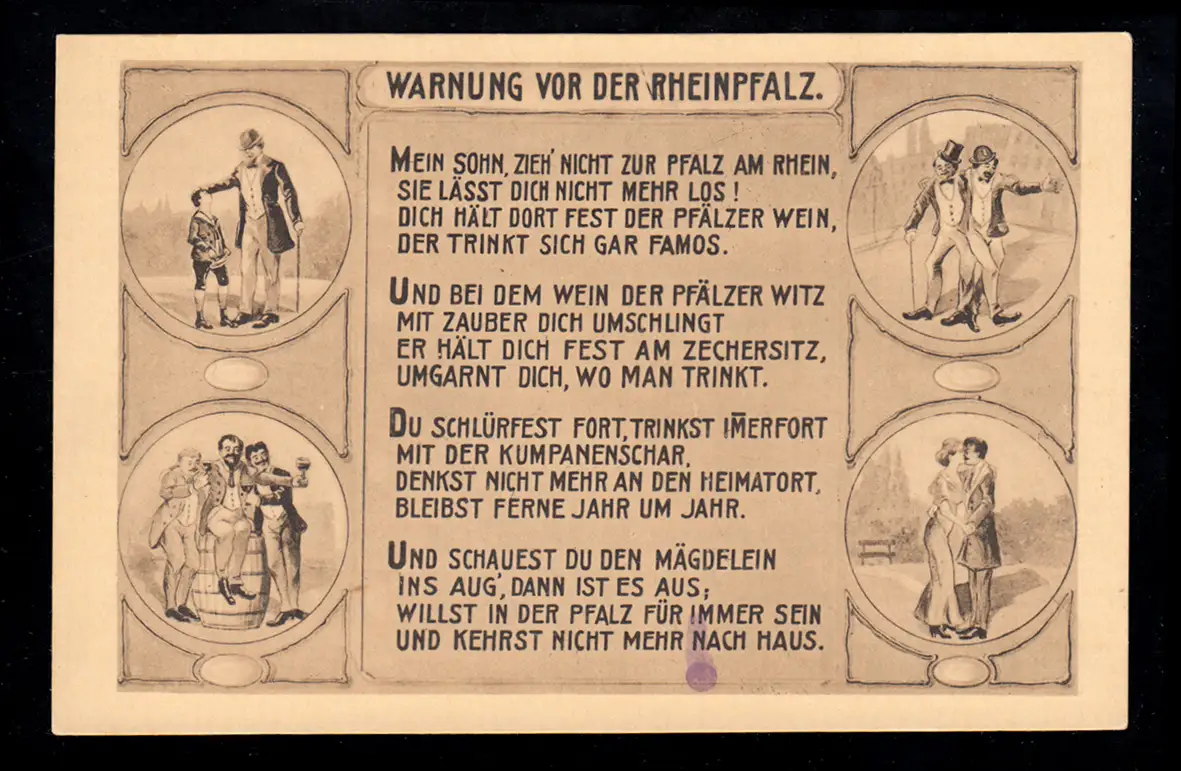 WARNUNG VOR DER RHEINPFALZ.
MEIN SOHN, ZIEH' NICHT ZUR PFALZ AM RHEIN,
SIE LÄSST DICH NICHT MEHR LOS!
DICH HÄLT DORT FEST DER PFÄLZER WEIN,
DER TRINKT SICH GAR FAMOS.
UND BEI DEM WEIN DER PFÄLZER WITZ
MIT ZAUBER DICH UMSCHLINGT
ER HÄLT DICH FEST AM ZECHERSITZ,
UMGARNT DICH, WO MAN TRINKT.
DU SCHLÜRFEST FORT, TRINKST IM̅ERFORT
MIT DER KUMPANENSCHAR,
DENKST NICHT MEHR AN DEN HEIMATORT,
BLEIBST FERNE JAHR UM JAHR.
UND SCHAUEST DU DEN MÄGDELEIN
INS AUG', DANN IST ES AUS;
WILLST IN DER PFALZ FÜR IMMER SEIN
UND KEHRST NICHT MEHR NACH HAUS.